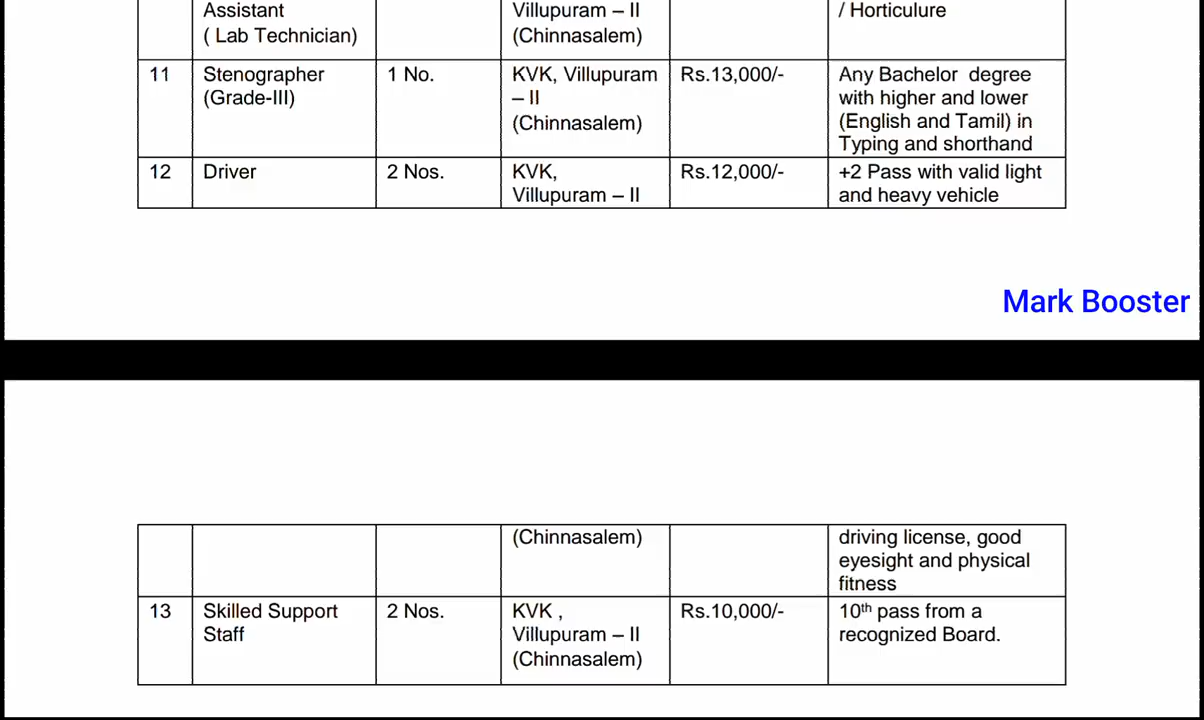 Assistant Villupuram – II / Horticulure
( Lab Technician) (Chinnasalem)
11 Stenographer 1 No. KVK, Villupuram Rs.13,000/- Any Bachelor degree
(Grade-III) – II with higher and lower
(Chinnasalem) (English and Tamil) in
Typing and shorthand
12 Driver 2 Nos. KVK, Rs.12,000/- +2 Pass with valid light
Villupuram – II and heavy vehicle
Mark Booster
(Chinnasalem) driving license, good
eyesight and physical
fitness
13 Skilled Support 2 Nos. KVK , Rs.10,000/- 10th pass from a
Staff Villupuram – II recognized Board.
(Chinnasalem)